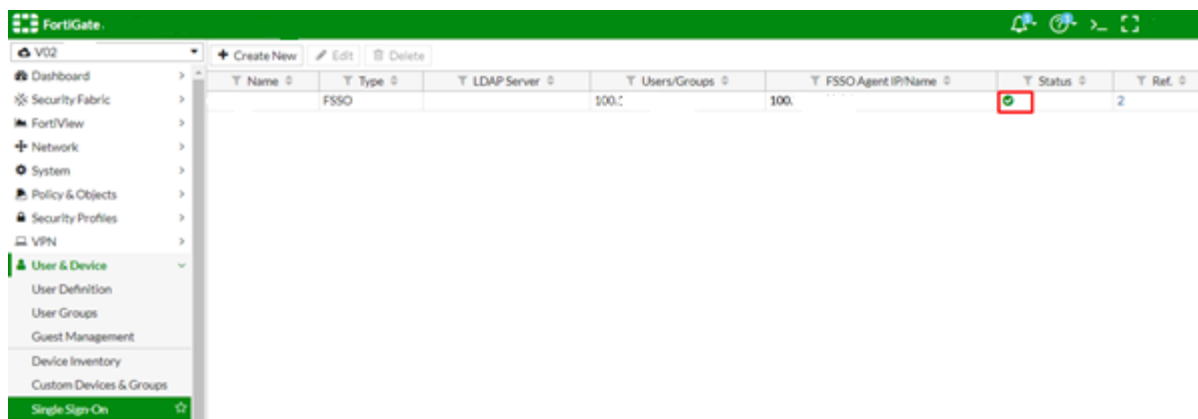 FortiGate
V02
Create New Edit Delete
Name Type LDAP Server Users/Groups FSSO Agent IP/Name Status Ref.
FSSO 100. 100. 2
Dashboard
Security Fabric
FortiView
Network
System
Policy & Objects
Security Profiles
VPN
User & Device
User Definition
User Groups
Guest Management
Device Inventory
Custom Devices & Groups
Single Sign-On